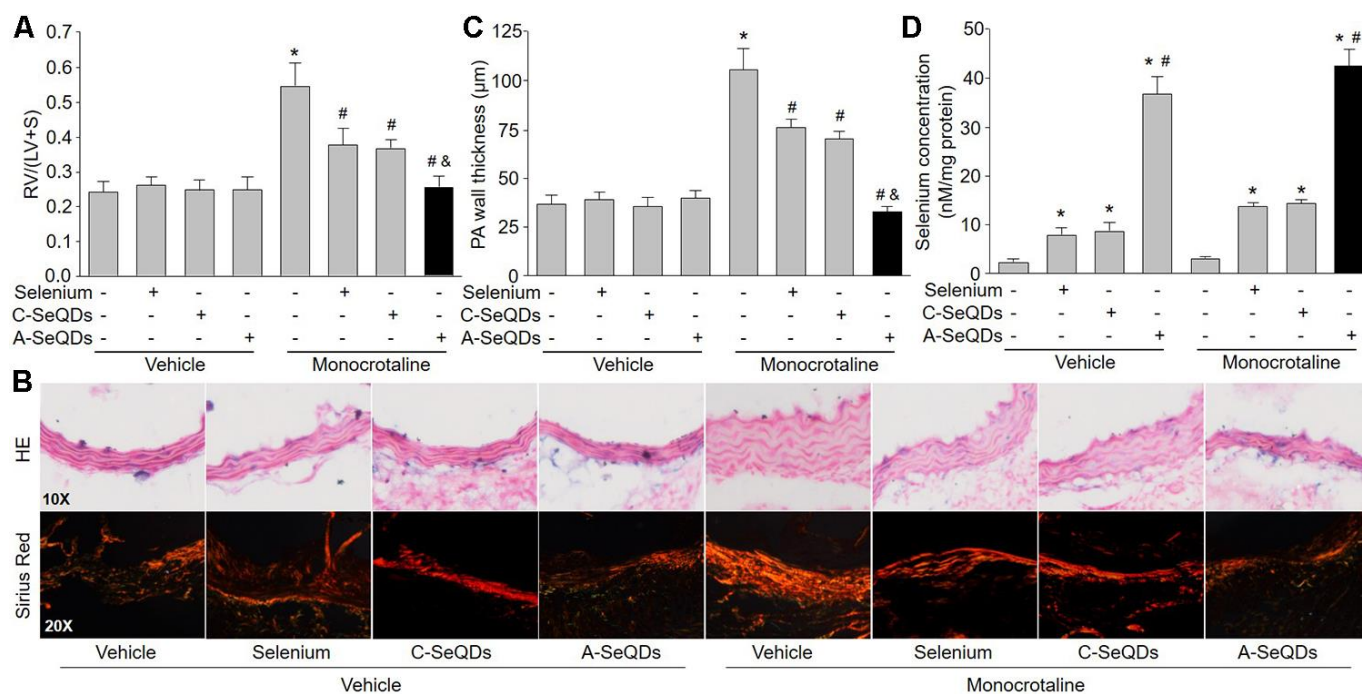 A
RV/(LV+S)
0.7
0.6
0.5
0.4
0.3
0.2
0.1
0.0
*
#
#
# &
Selenium - + - - - + - -
C-SeQDs - - + - - - + -
A-SeQDs - - - + - - - +
Vehicle Monocrotaline
C
PA wall thickness (µm)
125
100
75
50
25
0
*
#
#
# &
Selenium - + - - - + - -
C-SeQDs - - + - - - + -
A-SeQDs - - - + - - - +
Vehicle Monocrotaline
D
Selenium concentration
(nM/mg protein)
50
40
30
20
10
0
*
*
* #
*
*
* #
Selenium - + - - - + - -
C-SeQDs - - + - - - + -
A-SeQDs - - - + - - - +
Vehicle Monocrotaline
B
HE
10X
Sirius Red
20X
Vehicle Selenium C-SeQDs A-SeQDs Vehicle Selenium C-SeQDs A-SeQDs
Vehicle Monocrotaline